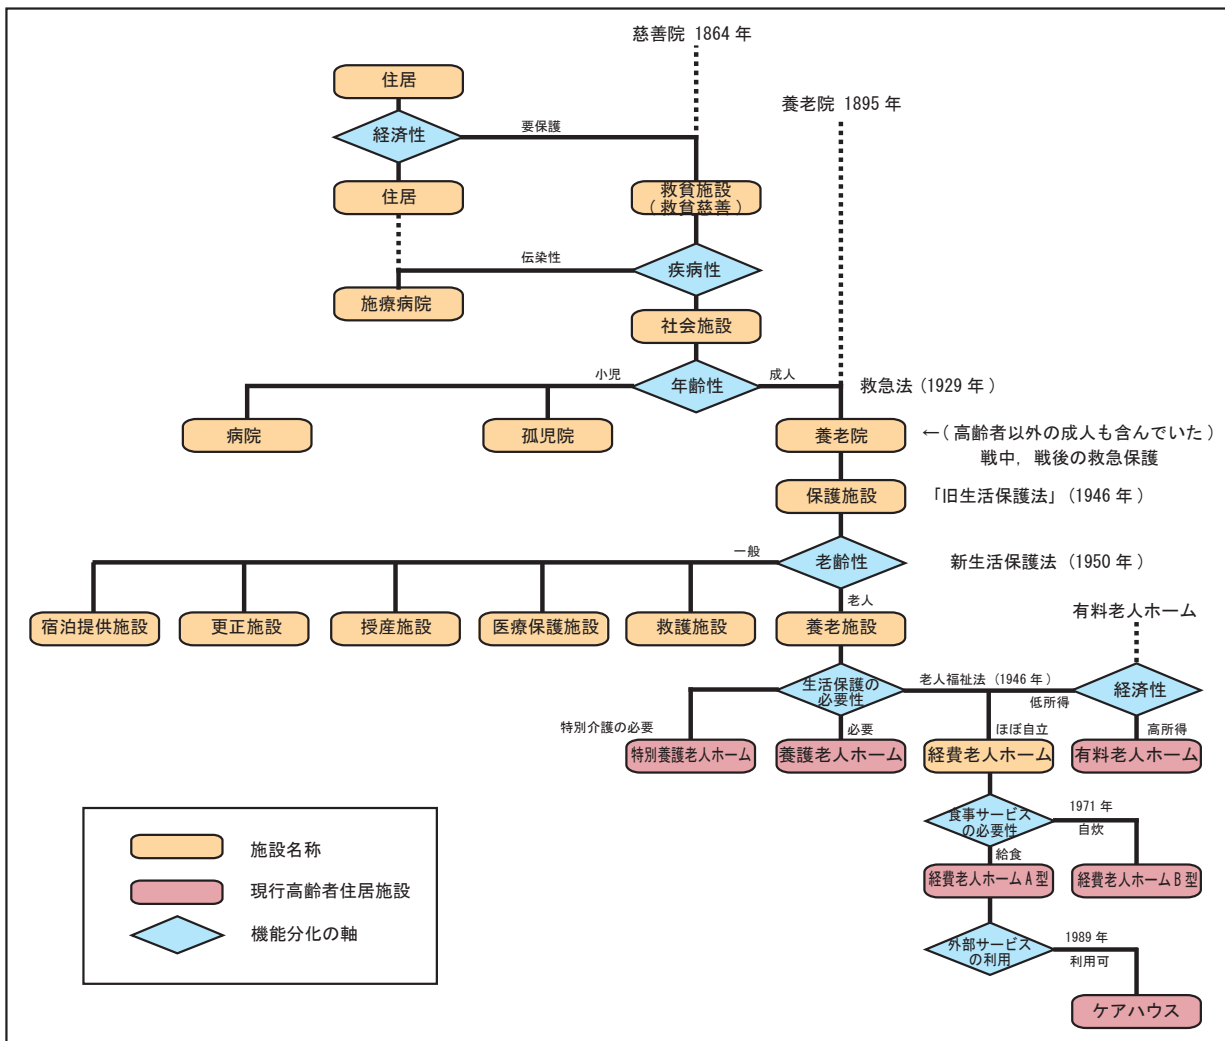 慈善院 1864 年
住居
養老院 1895 年
経済性
要保護
住居
救貧施設
( 救貧慈善 )
伝染性
疾病性
施療病院
社会施設
小児
年齢性
成人
救急法 (1929 年 )
病院
孤児院
養老院
←( 高齢者以外の成人も含んでいた )
戦中，戦後の救急保護
保護施設
「旧生活保護法」(1946 年 )
一般
老齢性
新生活保護法 (1950 年 )
老人
宿泊提供施設
更正施設
授産施設
医療保護施設
救護施設
養老施設
有料老人ホーム
生活保護の
必要性
老人福祉法 (1946 年 )
低所得
経済性
特別介護の必要
必要
ほぼ自立
高所得
特別養護老人ホーム
養護老人ホーム
経費老人ホーム
有料老人ホーム
食事サービス
の必要性
1971 年
自炊
給食
経費老人ホーム A 型
経費老人ホーム B 型
外部サービス
の利用
1989 年
利用可
ケアハウス
施設名称
現行高齢者住居施設
機能分化の軸